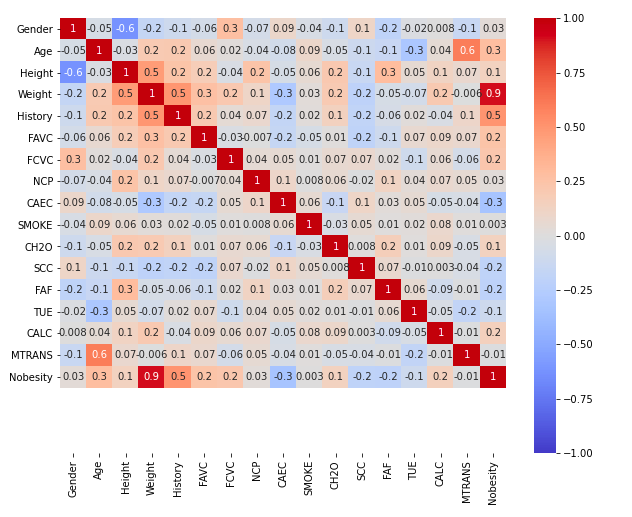 Gender 1 -0.05 -0.6 -0.2 -0.1 -0.06 0.3 -0.07 0.09 -0.04 -0.1 0.1 -0.2 -0.02 0.008 -0.1 0.03
Age -0.05 1 -0.03 0.2 0.2 0.06 0.02 -0.04 -0.08 0.09 -0.05 -0.1 -0.1 -0.3 0.04 0.6 0.3
Height -0.6 -0.03 1 0.5 0.2 0.2 -0.04 0.2 -0.05 0.06 0.2 -0.1 0.3 0.05 0.1 0.07 0.1
Weight -0.2 0.2 0.5 1 0.5 0.3 0.2 0.1 -0.3 0.03 0.2 -0.2 -0.05 -0.07 0.2 -0.006 0.9
History -0.1 0.2 0.2 0.5 1 0.2 0.04 0.07 -0.2 0.02 0.1 -0.2 -0.06 0.02 -0.04 0.1 0.5
FAVC -0.06 0.06 0.2 0.3 0.2 1 -0.03 -0.007 -0.2 -0.05 0.01 -0.2 -0.1 0.07 0.09 0.07 0.2
FCVC 0.3 0.02 -0.04 0.2 0.04 -0.03 1 0.04 0.05 0.01 0.07 0.07 0.02 -0.1 0.06 -0.06 0.2
NCP -0.07 -0.04 0.2 0.1 0.07 -0.007 0.04 1 0.1 0.008 0.06 -0.02 0.1 0.04 0.07 0.05 0.03
CAEC 0.09 -0.08 -0.05 -0.3 -0.2 -0.2 0.05 0.1 1 0.06 -0.1 0.1 0.03 0.05 -0.05 -0.04 -0.3
SMOKE -0.04 0.09 0.06 0.03 0.02 -0.05 0.01 0.008 0.06 1 -0.03 0.05 0.01 0.02 0.08 0.01 0.003
CH2O -0.1 -0.05 0.2 0.2 0.1 0.01 0.07 0.06 -0.1 -0.03 1 0.008 0.2 0.01 0.09 -0.05 0.1
SCC 0.1 -0.1 -0.1 -0.2 -0.2 -0.2 0.07 -0.02 0.1 0.05 0.008 1 0.07 -0.01 0.003 -0.04 -0.2
FAF -0.2 -0.1 0.3 -0.05 -0.06 -0.1 0.02 0.1 0.03 0.01 0.2 0.07 1 0.06 -0.09 -0.01 -0.2
TUE -0.02 -0.3 0.05 -0.07 0.02 0.07 -0.1 0.04 0.05 0.02 0.01 -0.01 0.06 1 -0.05 -0.2 -0.1
CALC -0.008 0.04 0.1 0.2 -0.04 0.09 0.06 0.07 -0.05 0.08 0.09 0.003 -0.09 -0.05 1 -0.01 0.2
MTRANS -0.1 0.6 0.07 -0.006 0.1 0.07 -0.06 0.05 -0.04 0.01 -0.05 -0.04 -0.01 -0.2 -0.01 1 -0.01
Nobesity 0.03 0.3 0.1 0.9 0.5 0.2 0.2 0.03 -0.3 0.003 0.1 -0.2 -0.2 -0.1 0.2 -0.01 1
Gender Age Height Weight History FAVC FCVC NCP CAEC SMOKE CH2O SCC FAF TUE CALC MTRANS Nobesity
1.00
0.75
0.50
0.25
0.00
−0.25
−0.50
−0.75
−1.00